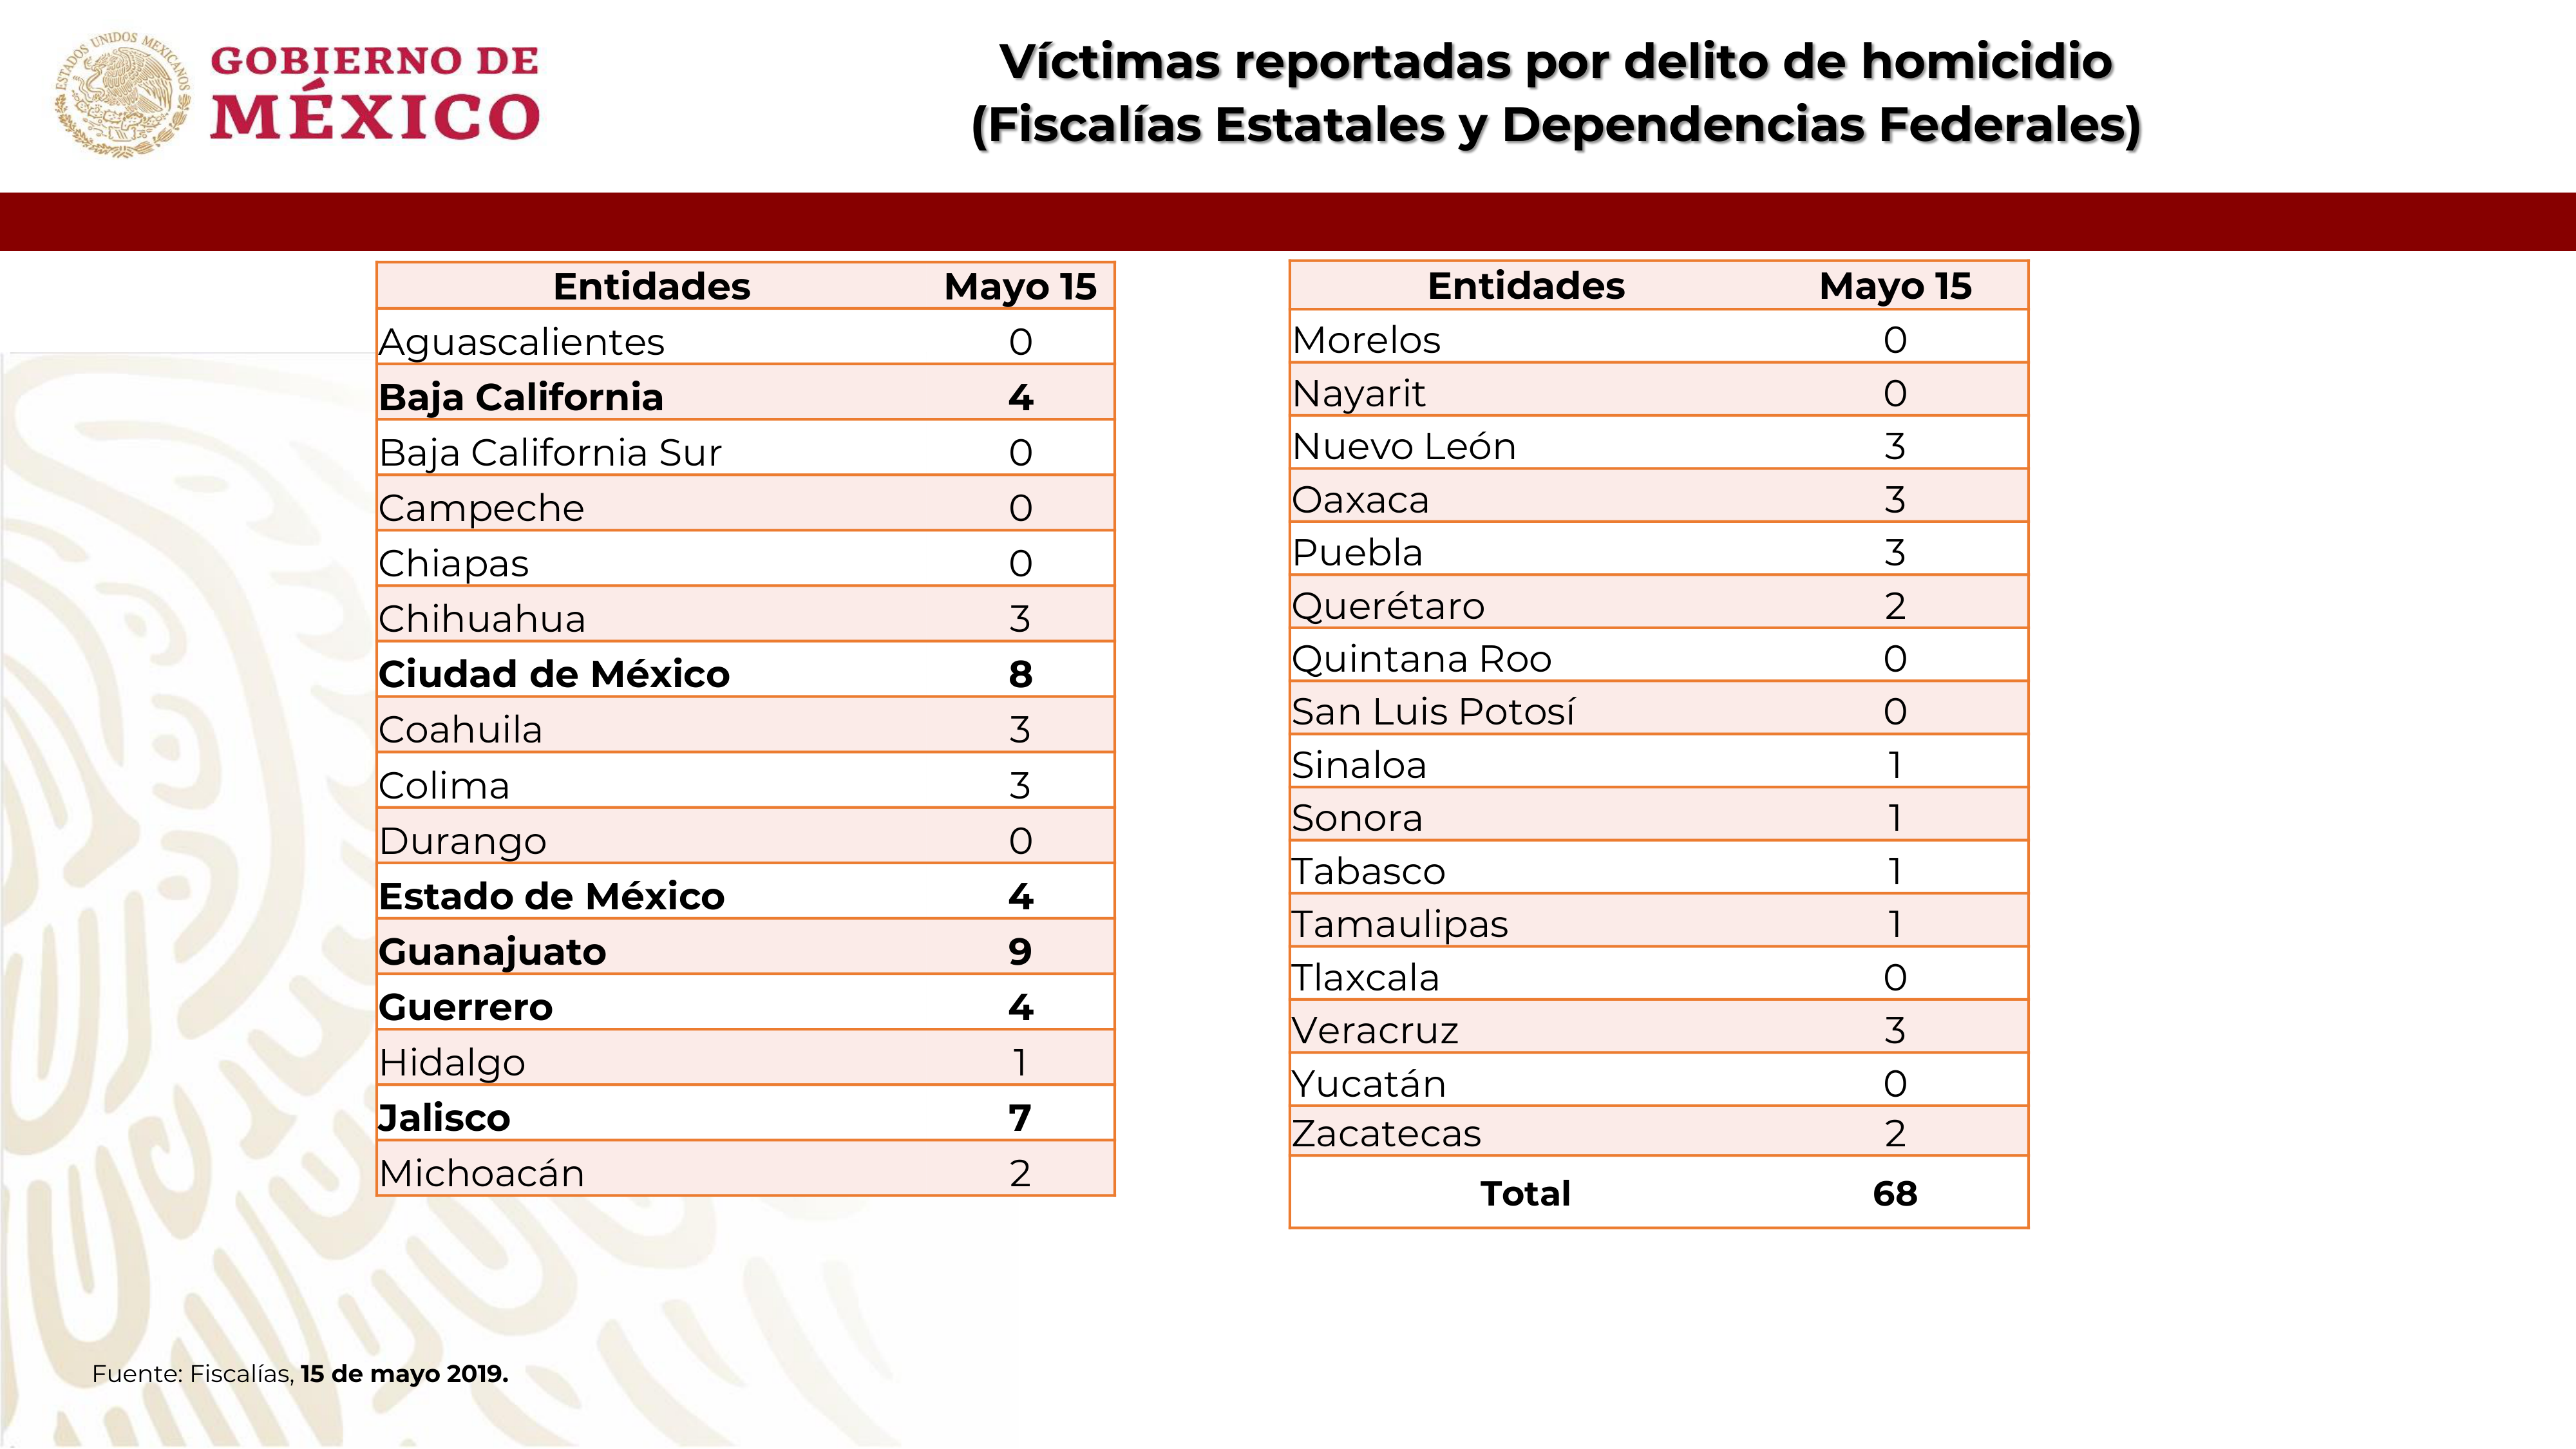 ESTADOS UNIDOS MEXICANOS
GOBIERNO DE
MÉXICO
Víctimas reportadas por delito de homicidio
(Fiscalías Estatales y Dependencias Federales)
Entidades Mayo 15
Aguascalientes 0
Baja California 4
Baja California Sur 0
Campeche 0
Chiapas 0
Chihuahua 3
Ciudad de México 8
Coahuila 3
Colima 3
Durango 0
Estado de México 4
Guanajuato 9
Guerrero 4
Hidalgo 1
Jalisco 7
Michoacán 2
Entidades Mayo 15
Morelos 0
Nayarit 0
Nuevo León 3
Oaxaca 3
Puebla 3
Querétaro 2
Quintana Roo 0
San Luis Potosí 0
Sinaloa 1
Sonora 1
Tabasco 1
Tamaulipas 1
Tlaxcala 0
Veracruz 3
Yucatán 0
Zacatecas 2
Total 68
Fuente: Fiscalías, 15 de mayo 2019.